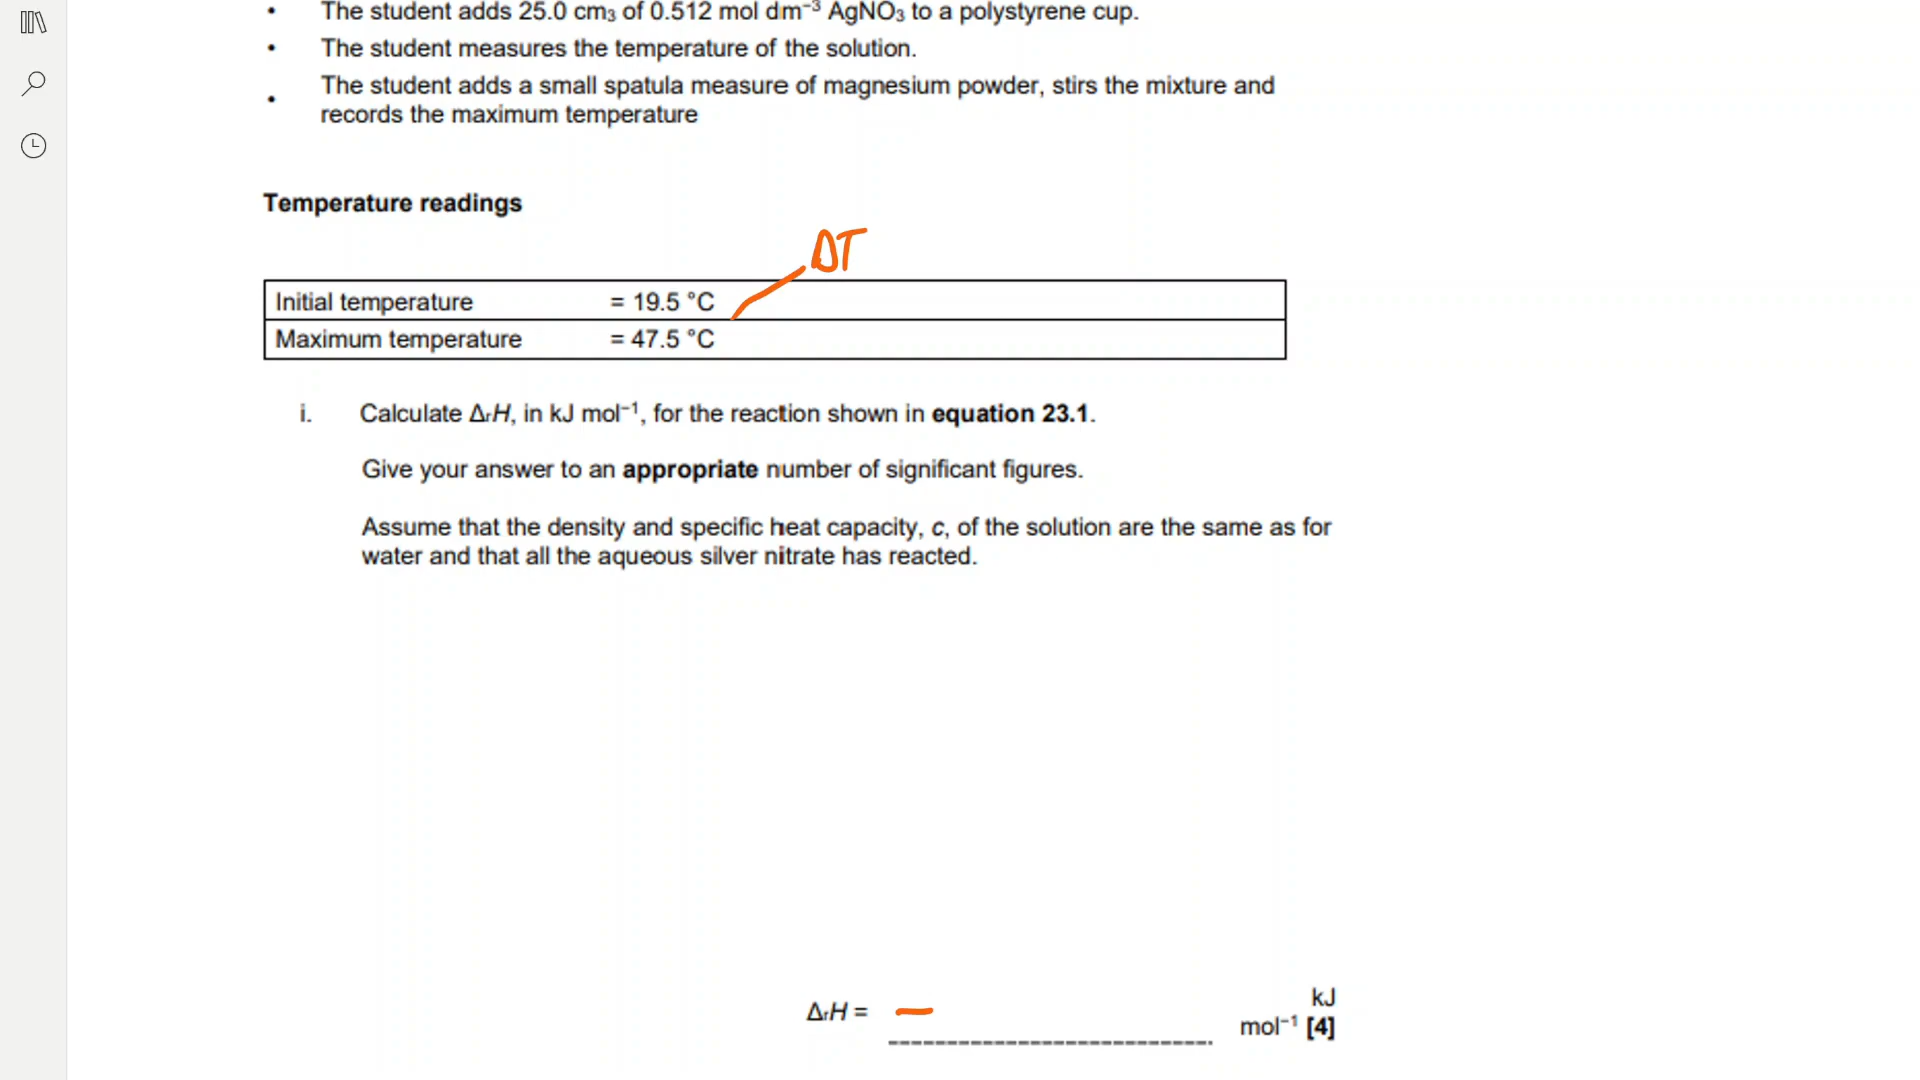 • The student adds 25.0 cm₃ of 0.512 mol dm⁻³ AgNO₃ to a polystyrene cup.
• The student measures the temperature of the solution.
• The student adds a small spatula measure of magnesium powder, stirs the mixture and
records the maximum temperature
Temperature readings
ΔT
Initial temperature = 19.5 °C
Maximum temperature = 47.5 °C
i. Calculate ΔᵣH, in kJ mol⁻¹, for the reaction shown in equation 23.1.
Give your answer to an appropriate number of significant figures.
Assume that the density and specific heat capacity, c, of the solution are the same as for
water and that all the aqueous silver nitrate has reacted.
ΔᵣH = –
kJ
mol⁻¹ [4]